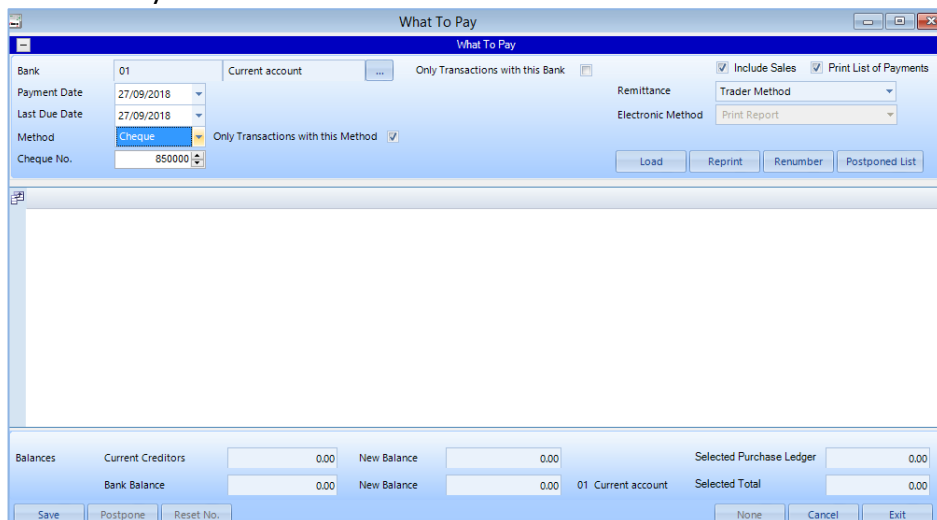 What To Pay
What To Pay
Bank 01 Current account ... Only Transactions with this Bank Include Sales Print List of Payments
Payment Date 27/09/2018 Remittance Trader Method
Last Due Date 27/09/2018 Electronic Method Print Report
Method Cheque Only Transactions with this Method
Cheque No. 850000 Load Reprint Renumber Postponed List
Balances Current Creditors 0.00 New Balance 0.00 Selected Purchase Ledger 0.00
Bank Balance 0.00 New Balance 0.00 01 Current account Selected Total 0.00
Save Postpone Reset No. None Cancel Exit